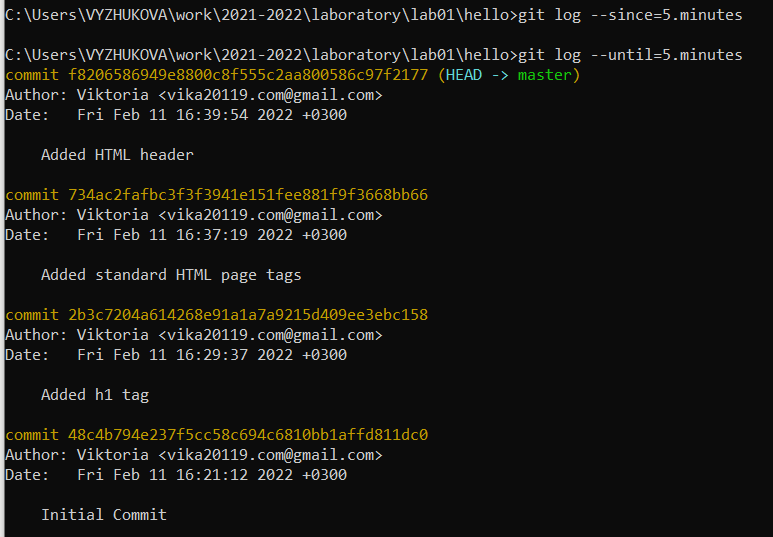 C:\Users\VYZHUKOVA\work\2021-2022\laboratory\lab01\hello>git log --since=5.minutes
C:\Users\VYZHUKOVA\work\2021-2022\laboratory\lab01\hello>git log --until=5.minutes
commit f8206586949e8800c8f555c2aa800586c97f2177 (HEAD -> master)
Author: Viktoria <vika20119.com@gmail.com>
Date:   Fri Feb 11 16:39:54 2022 +0300
    Added HTML header
commit 734ac2fafbc3f3f3941e151fee881f9f3668bb66
Author: Viktoria <vika20119.com@gmail.com>
Date:   Fri Feb 11 16:37:19 2022 +0300
    Added standard HTML page tags
commit 2b3c7204a614268e91a1a7a9215d409ee3ebc158
Author: Viktoria <vika20119.com@gmail.com>
Date:   Fri Feb 11 16:29:37 2022 +0300
    Added h1 tag
commit 48c4b794e237f5cc58c694c6810bb1affd811dc0
Author: Viktoria <vika20119.com@gmail.com>
Date:   Fri Feb 11 16:21:12 2022 +0300
    Initial Commit